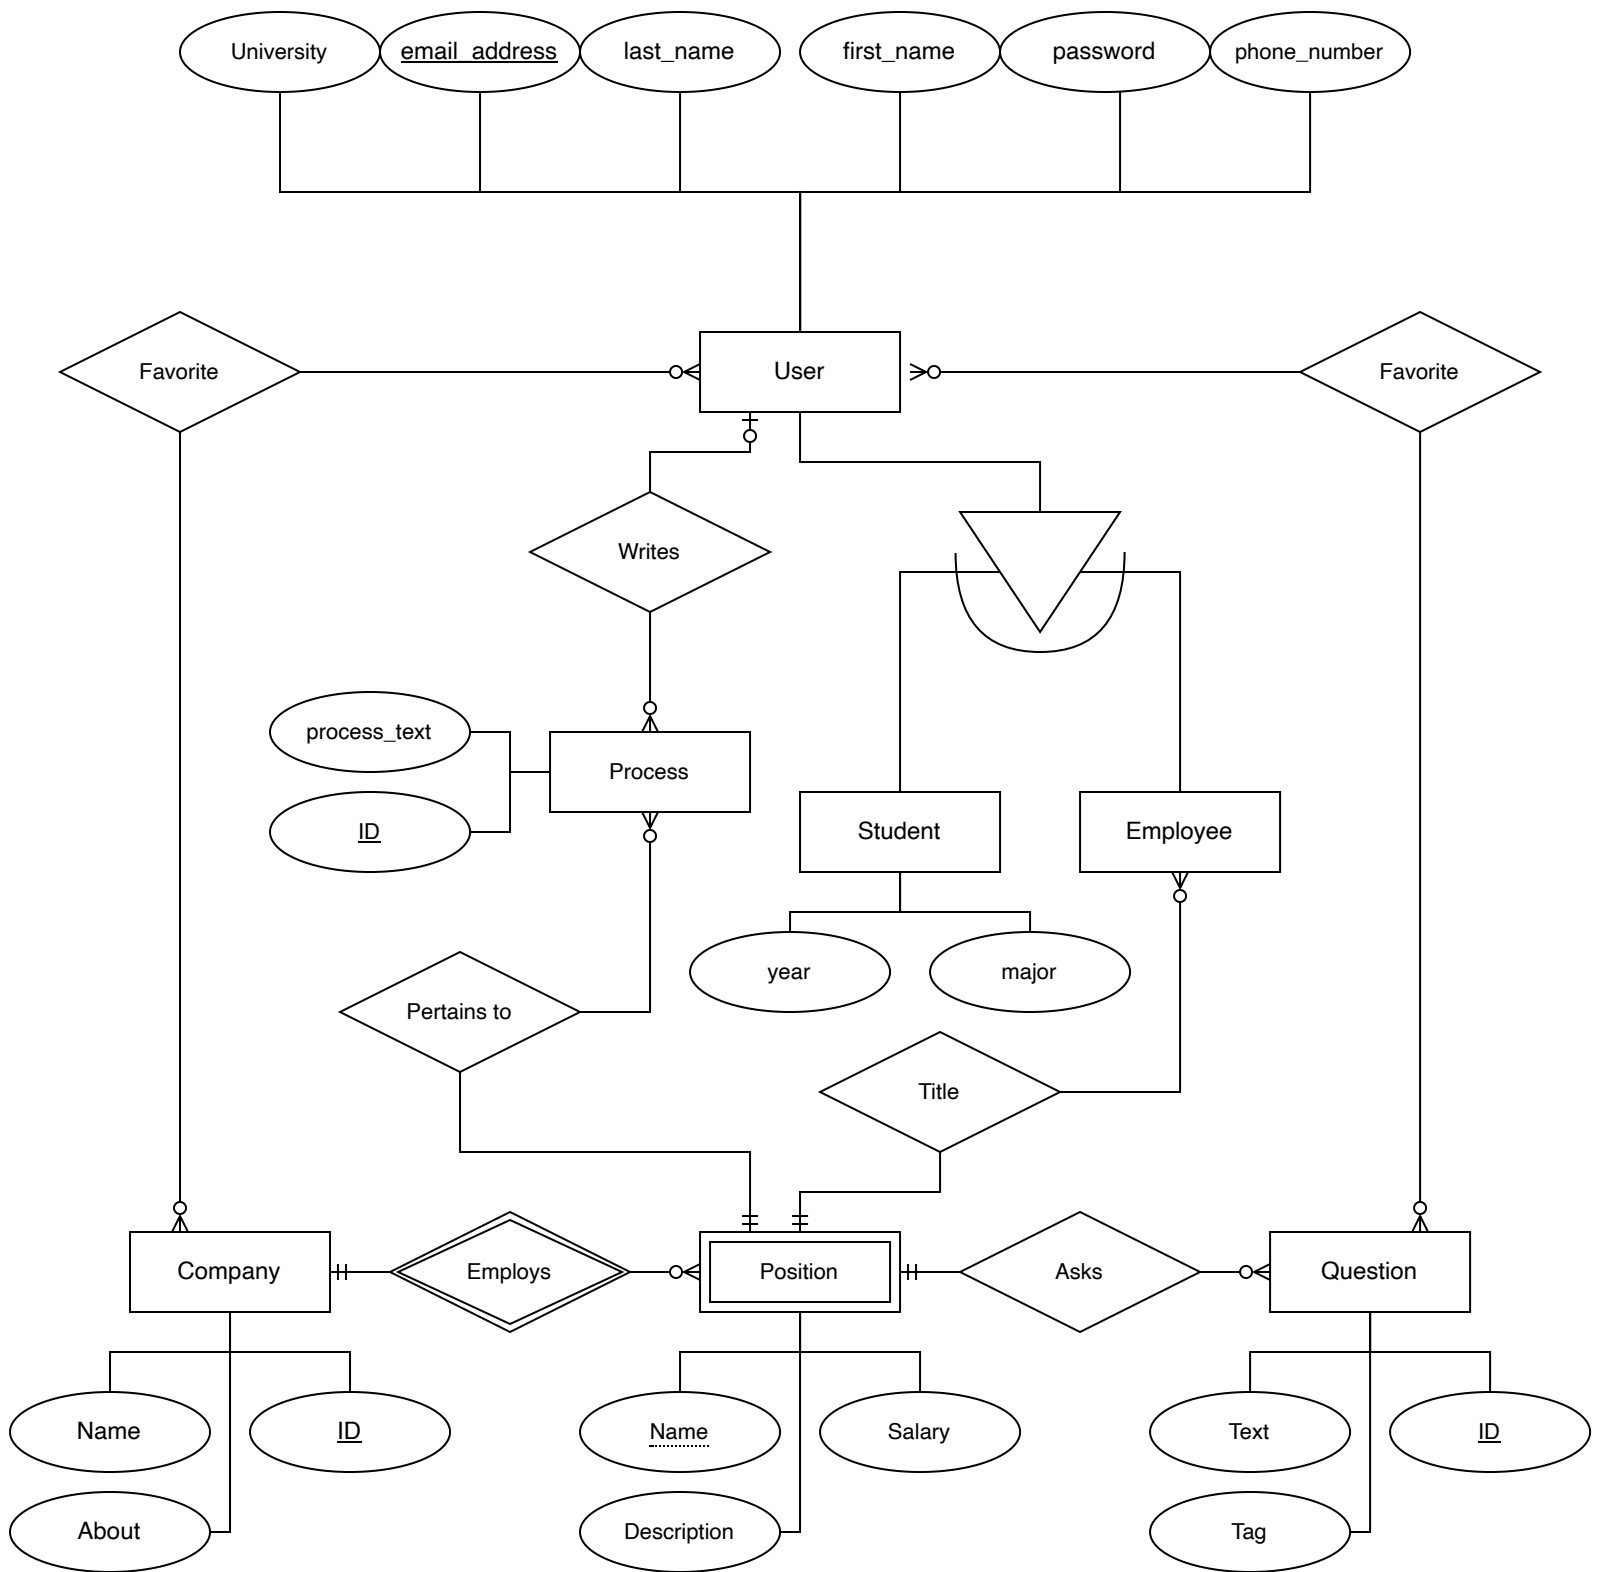 University
email_address
last_name
first_name
password
phone_number
Favorite
User
Favorite
Writes
process_text
Process
ID
Student
Employee
year
major
Pertains to
Title
Company
Employs
Position
Asks
Question
Name
ID
Name
Salary
Text
ID
About
Description
Tag